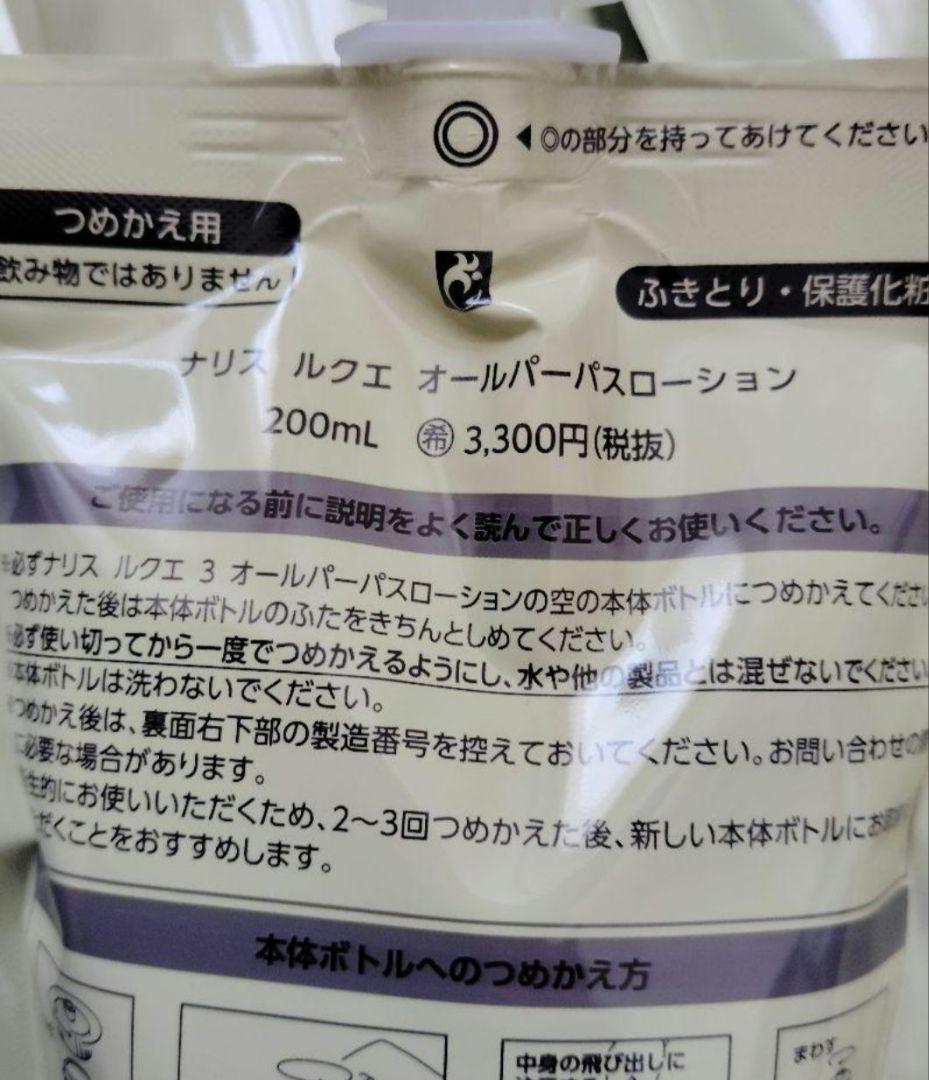 ◎ ◀◎の部分を持ってあけてください
つめかえ用
飲み物ではありません
ふきとり・保護化粧
ナリス ルクエ オールパーパスローション
200mL ㊝ 3,300円(税抜)
ご使用になる前に説明をよく読んで正しくお使いください。
必ずナリス ルクエ 3 オールパーパスローションの空の本体ボトルにつめかえてくださ
つめかえた後は本体ボトルのふたをきちんとしめてください。
必ず使い切ってから一度でつめかえるようにし、水や他の製品とは混ぜないでください
本体ボトルは洗わないでください。
つめかえ後は、裏面右下部の製造番号を控えておいてください。お問い合わせの
必要な場合があります。
生的にお使いいただくため、2〜3回つめかえた後、新しい本体ボトルにお
だくことをおすすめします。
本体ボトルへのつめかえ方
中身の飛び出しに
まわす